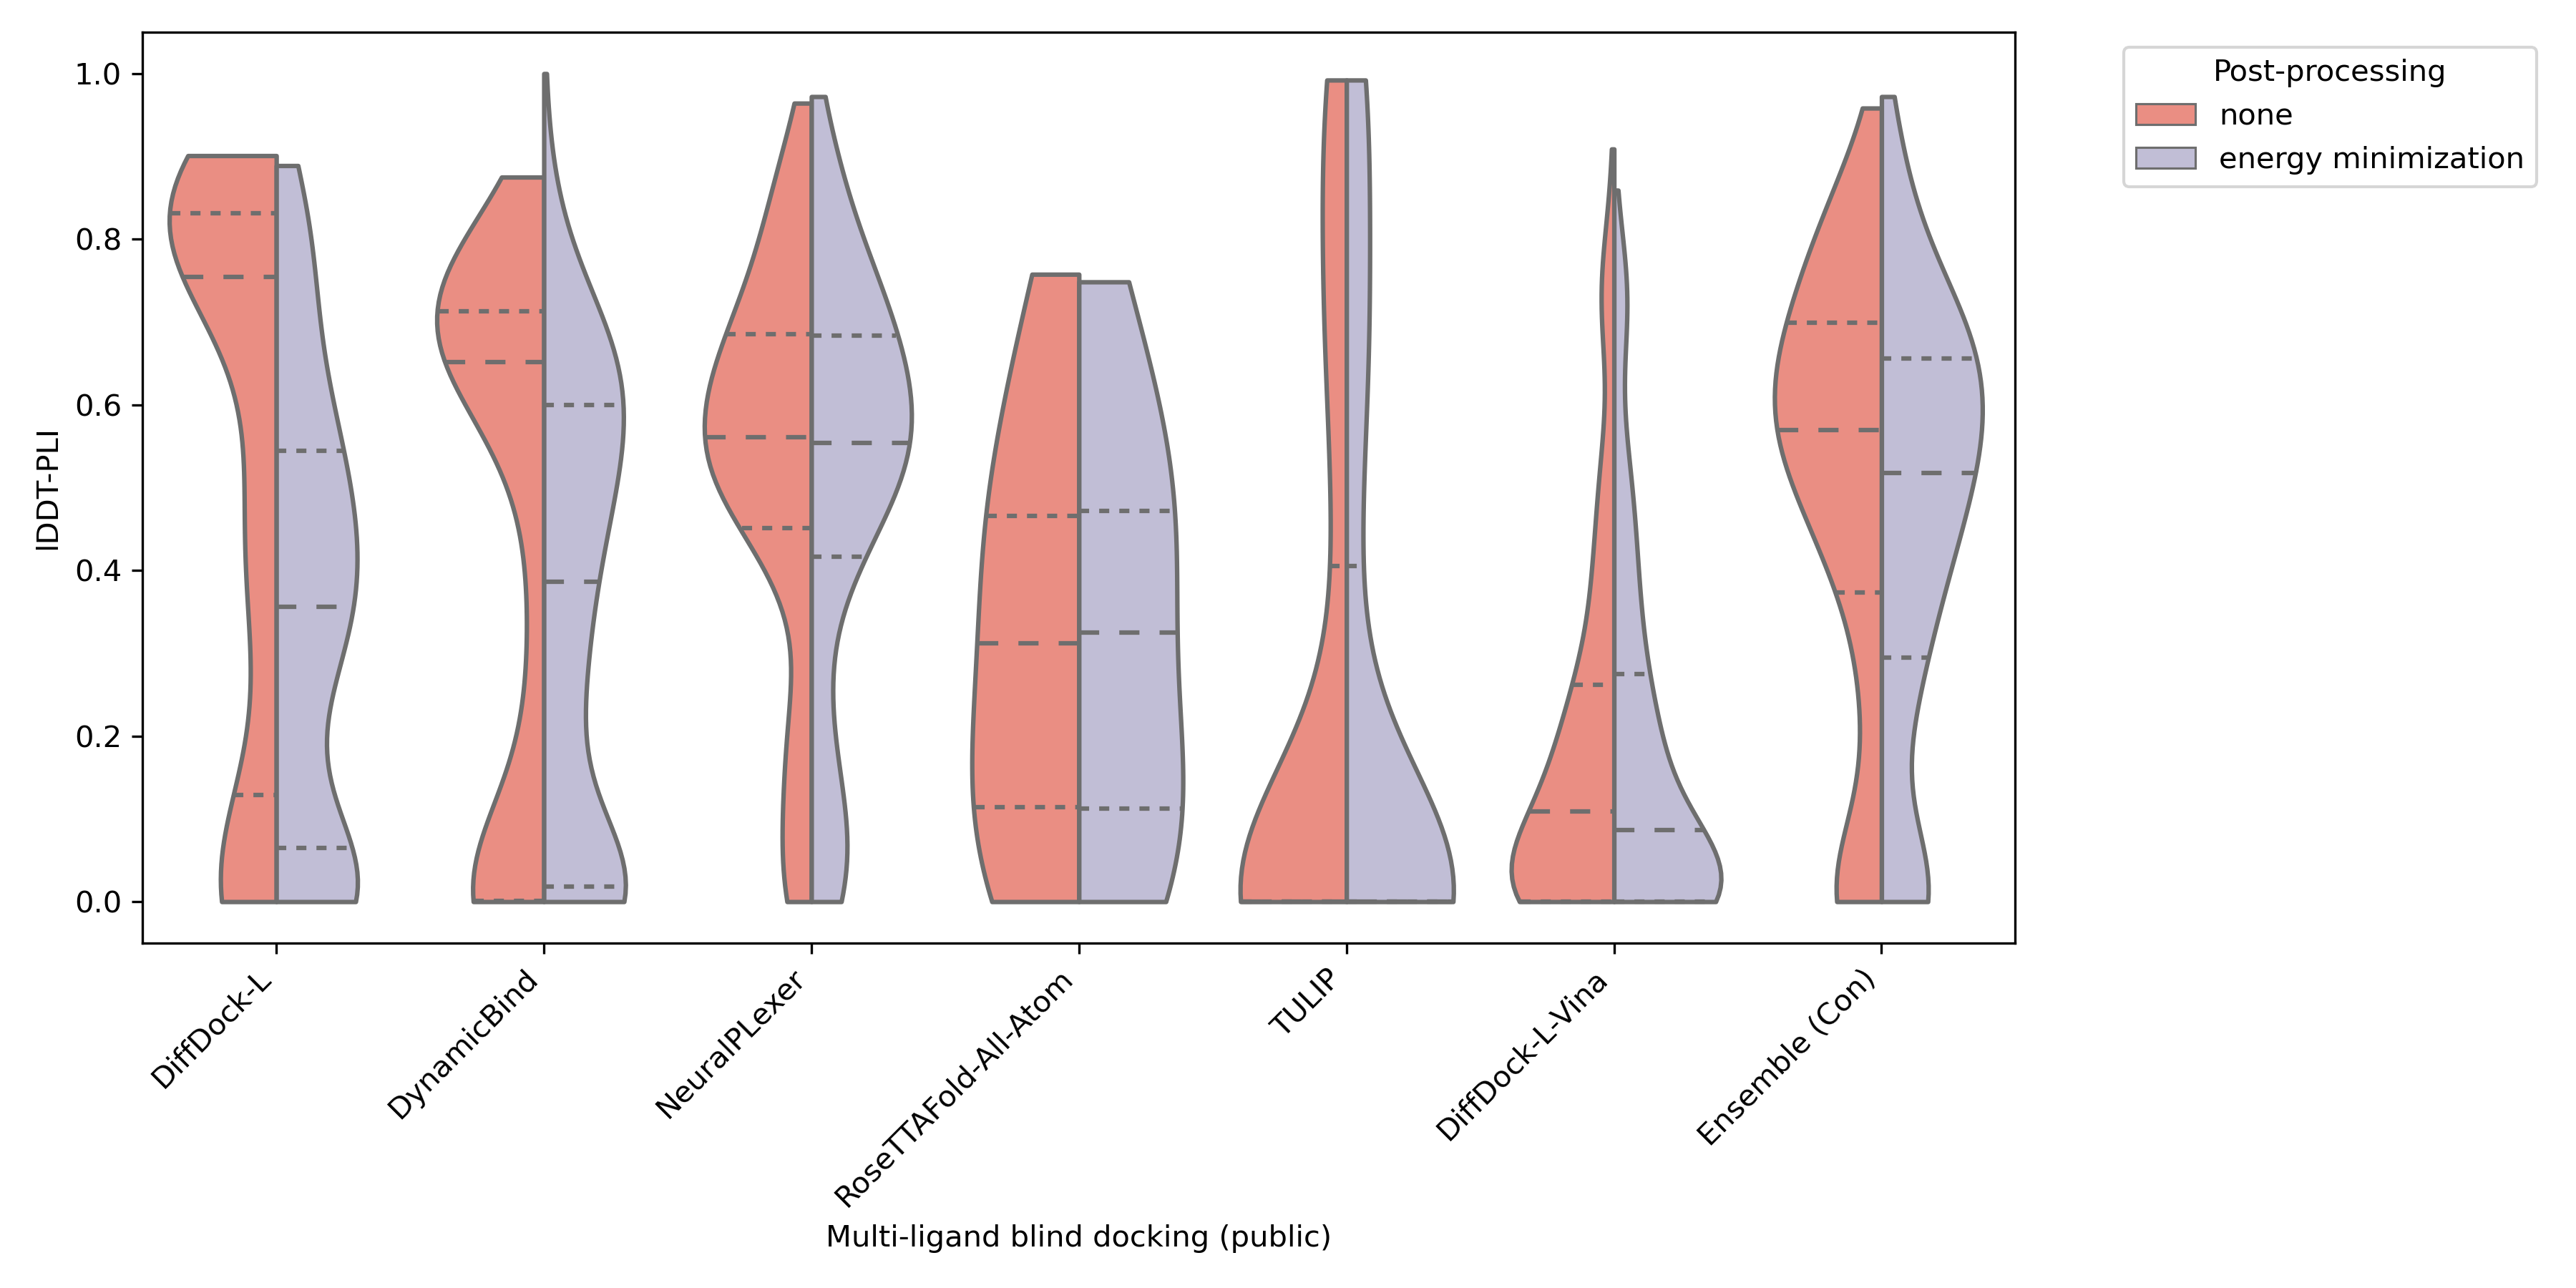 1.0
0.8
0.6
0.4
0.2
0.0
lDDT-PLI
DiffDock-L
DynamicBind
NeuralPLexer
RoseTTAFold-All-Atom
TULIP
DiffDock-L-Vina
Ensemble (Con)
Multi-ligand blind docking (public)
Post-processing
none
energy minimization